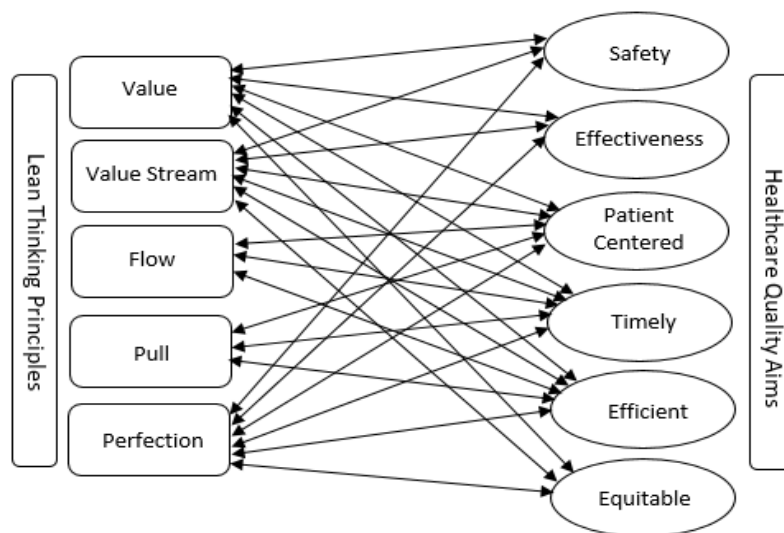 Lean Thinking Principles
Value
Value Stream
Flow
Pull
Perfection
Safety
Effectiveness
Patient
Centered
Timely
Efficient
Equitable
Healthcare Quality Aims